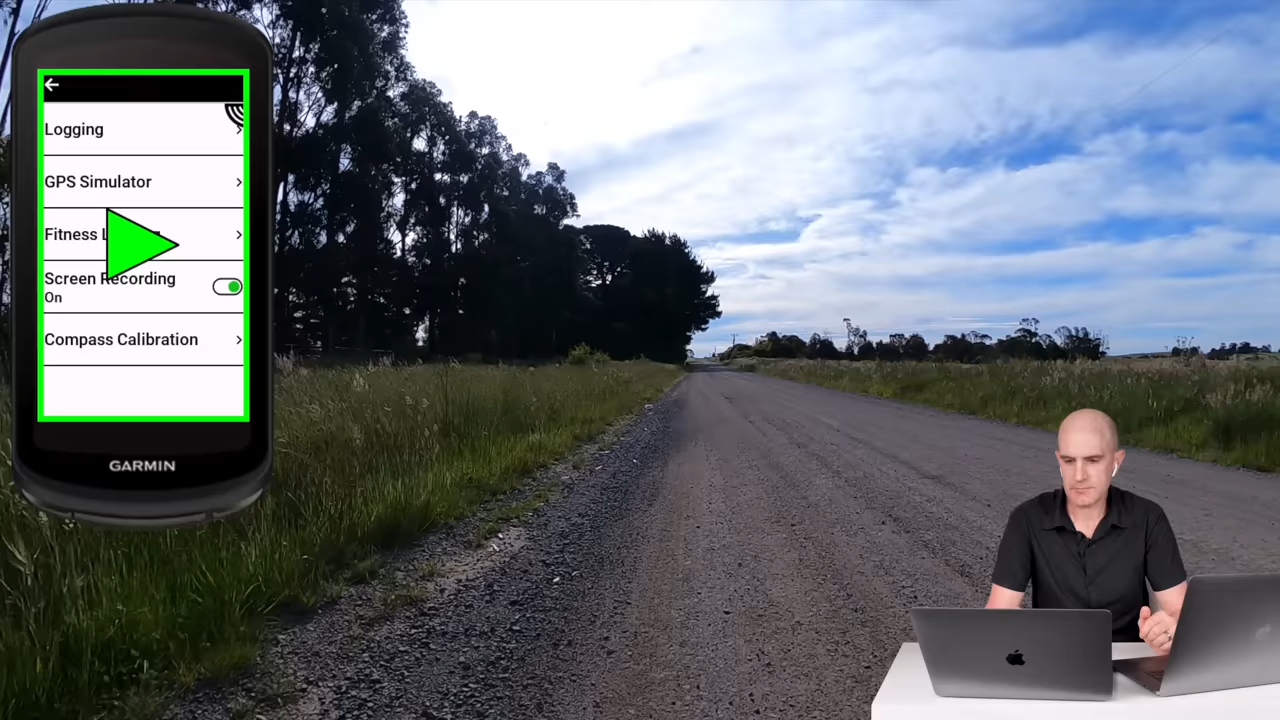 Logging
GPS Simulator
Fitness
Screen Recording
On
Compass Calibration
GARMIN